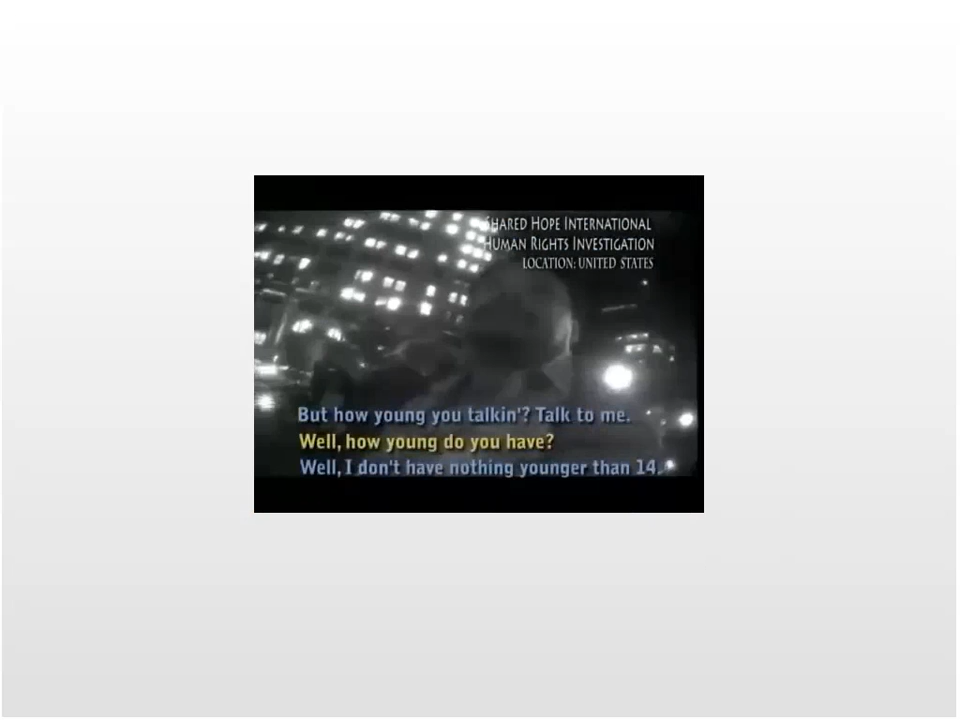 SHARED HOPE INTERNATIONAL
HUMAN RIGHTS INVESTIGATION
LOCATION: UNITED STATES
But how young you talkin'? Talk to me.
Well, how young do you have?
Well, I don't have nothing younger than 14.